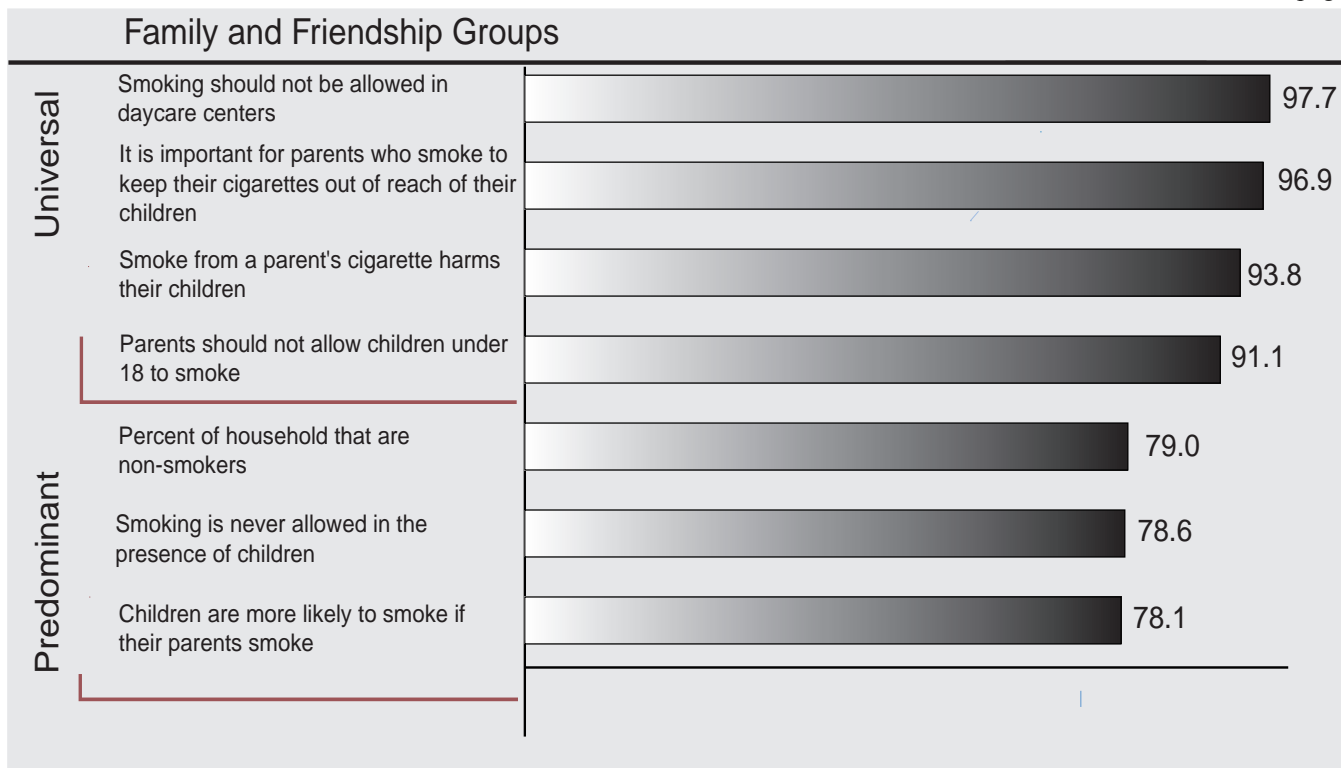 Family and Friendship Groups
Universal
Smoking should not be allowed in
daycare centers
97.7
It is important for parents who smoke to
keep their cigarettes out of reach of their
children
96.9
Smoke from a parent's cigarette harms
their children
93.8
Parents should not allow children under
18 to smoke
91.1
Predominant
Percent of household that are
non-smokers
79.0
Smoking is never allowed in the
presence of children
78.6
Children are more likely to smoke if
their parents smoke
78.1